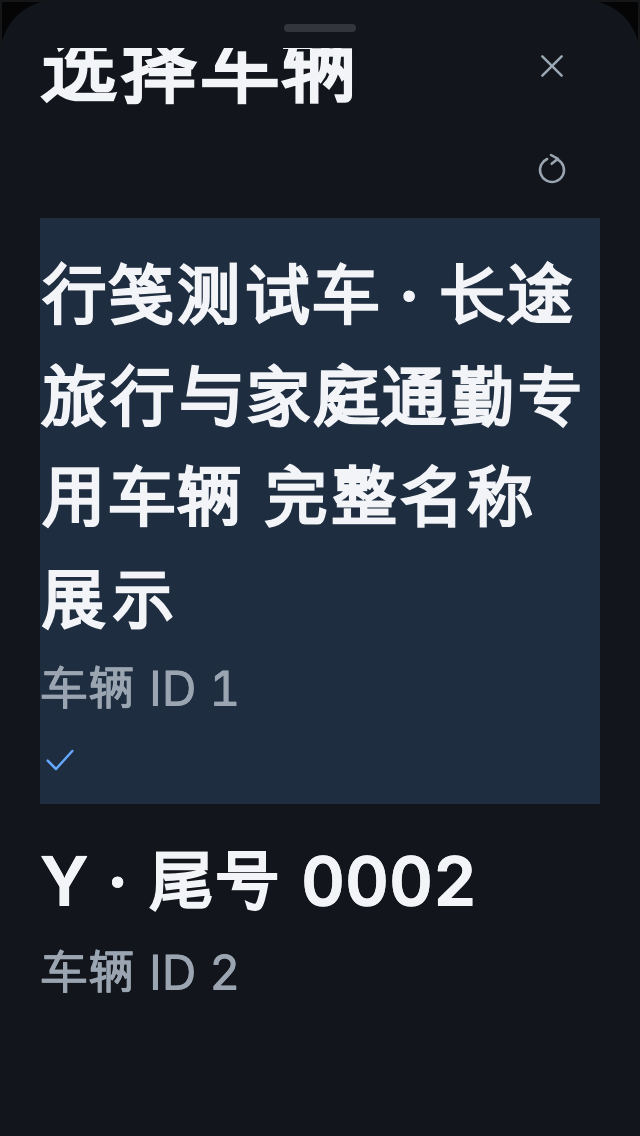 选择车辆
行笺测试车 · 长途
旅行与家庭通勤专
用车辆 完整名称
展示
车辆 ID 1
Y · 尾号 0002
车辆 ID 2